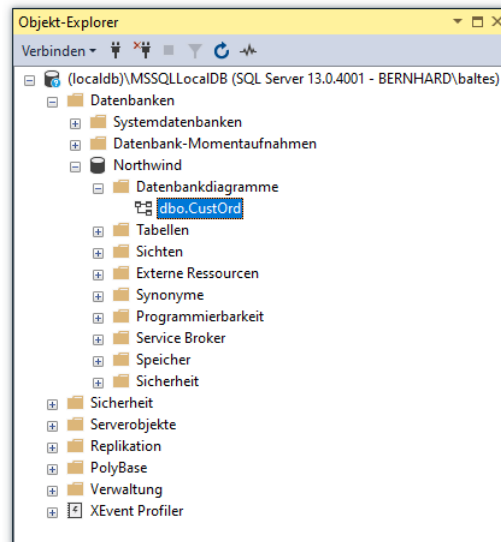 Objekt-Explorer
Verbinden
(localdb)\MSSQLLocalDB (SQL Server 13.0.4001 - BERNHARD\baltes)
Datenbanken
Systemdatenbanken
Datenbank-Momentaufnahmen
Northwind
Datenbankdiagramme
dbo.CustOrd
Tabellen
Sichten
Externe Ressourcen
Synonyme
Programmierbarkeit
Service Broker
Speicher
Sicherheit
Sicherheit
Serverobjekte
Replikation
PolyBase
Verwaltung
XEvent Profiler